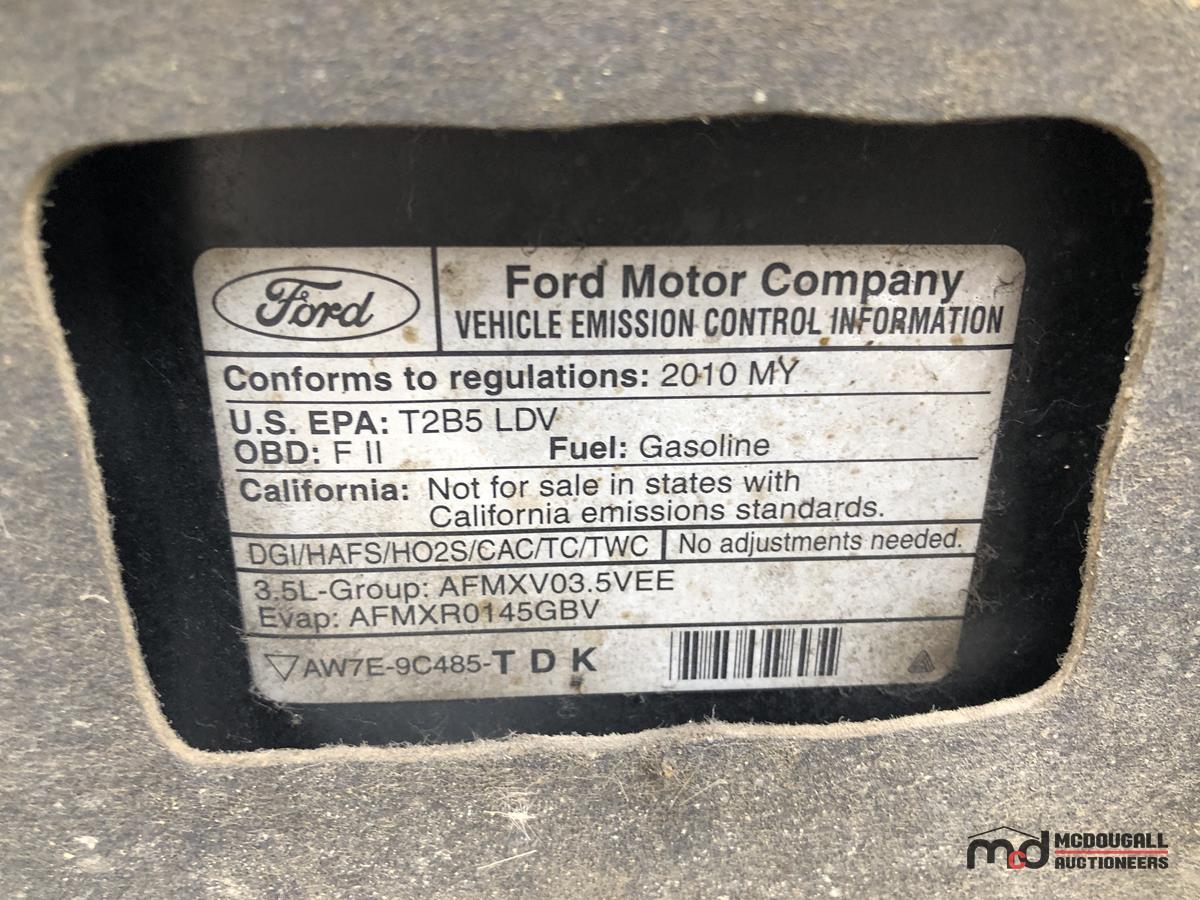 Ford
Ford Motor Company
VEHICLE EMISSION CONTROL INFORMATION
Conforms to regulations: 2010 MY
U.S. EPA: T2B5 LDV
OBD: F II Fuel: Gasoline
California: Not for sale in states with
California emissions standards.
DGI/HAFS/HO2S/CAC/TC/TWC No adjustments needed.
3.5L-Group: AFMXV03.5VEE
Evap: AFMXR0145GBV
AW7E-9C485-T D K
mcd MCDOUGALL
AUCTIONEERS